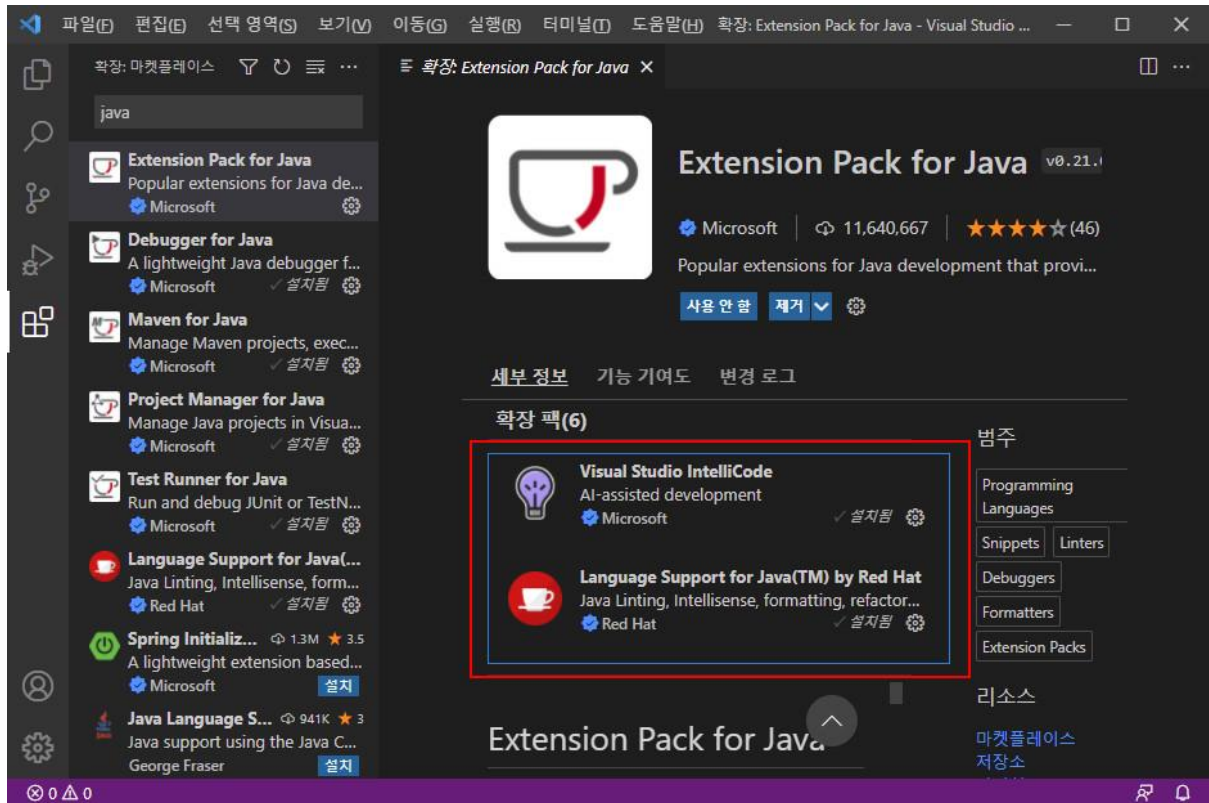 파일(F) 편집(E) 선택 영역(S) 보기(V) 이동(G) 실행(R) 터미널(T) 도움말(H) 확장: Extension Pack for Java - Visual Studio ...
확장: 마켓플레이스
java
Extension Pack for Java
Popular extensions for Java de...
Microsoft
Debugger for Java
A lightweight Java debugger f...
Microsoft ✓ 설치됨
Maven for Java
Manage Maven projects, exec...
Microsoft ✓ 설치됨
Project Manager for Java
Manage Java projects in Visua...
Microsoft ✓ 설치됨
Test Runner for Java
Run and debug JUnit or TestN...
Microsoft ✓ 설치됨
Language Support for Java(...
Java Linting, Intellisense, form...
Red Hat ✓ 설치됨
Spring Initializ... 1.3M ★ 3.5
A lightweight extension based...
Microsoft 설치
Java Language S... 941K ★ 3
Java support using the Java C...
George Fraser 설치
확장: Extension Pack for Java
Extension Pack for Java v0.21.
Microsoft 11,640,667 ★★★★☆(46)
Popular extensions for Java development that provi...
사용 안 함 제거
세부 정보 기능 기여도 변경 로그
확장 팩(6)
Visual Studio IntelliCode
AI-assisted development
Microsoft ✓ 설치됨
Language Support for Java(TM) by Red Hat
Java Linting, Intellisense, formatting, refactor...
Red Hat ✓ 설치됨
Extension Pack for Java
범주
Programming
Languages
Snippets Linters
Debuggers
Formatters
Extension Packs
리소스
마켓플레이스
저장소
0 0